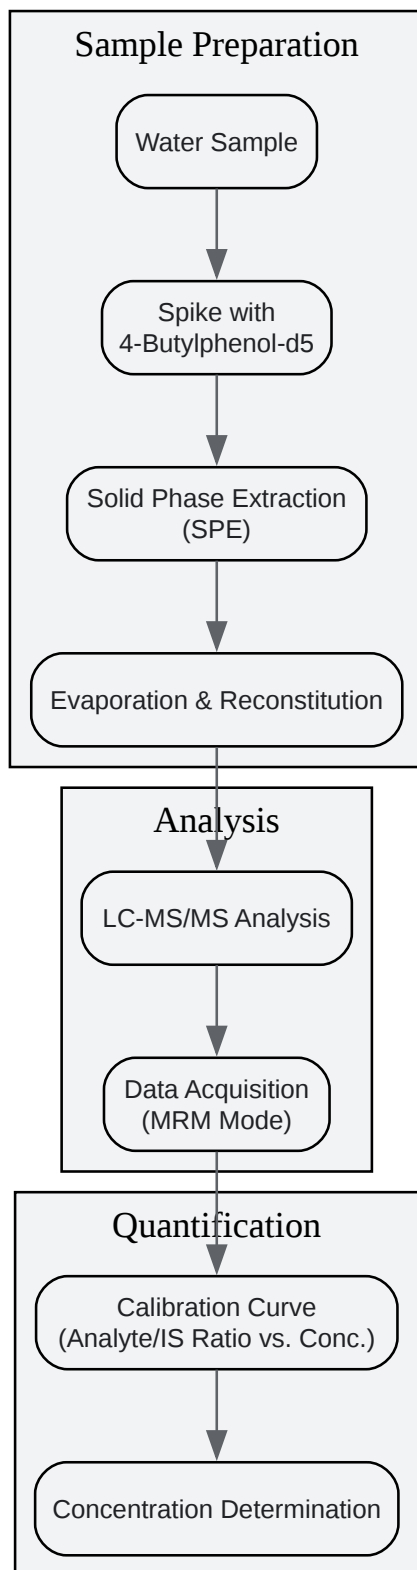 Sample Preparation
Water Sample
Spike with
4-Butylphenol-d5
Solid Phase Extraction
(SPE)
Evaporation & Reconstitution
Analysis
LC-MS/MS Analysis
Data Acquisition
(MRM Mode)
Quantification
Calibration Curve
(Analyte/IS Ratio vs. Conc.)
Concentration Determination